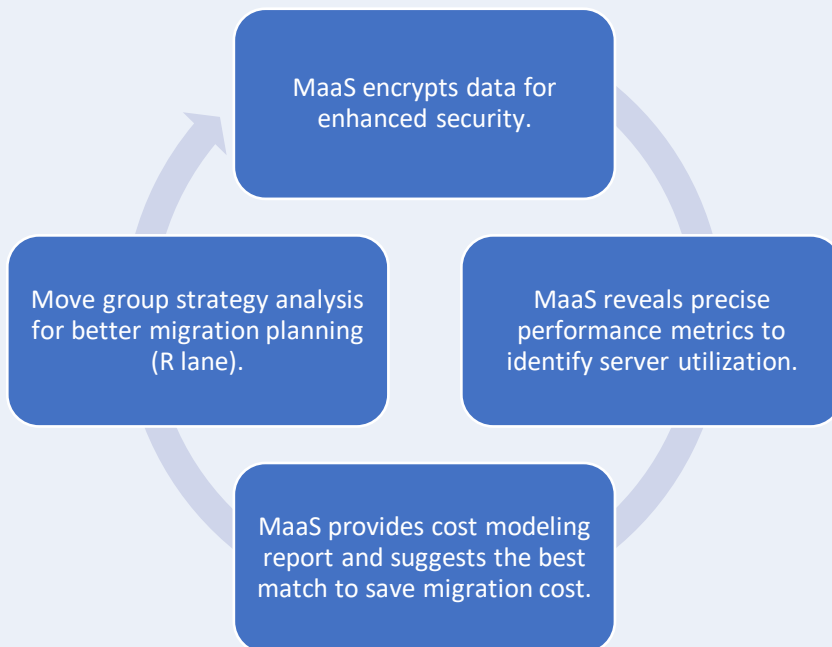 MaaS encrypts data for
enhanced security.
MaaS reveals precise
performance metrics to
identify server utilization.
MaaS provides cost modeling
report and suggests the best
match to save migration cost.
Move group strategy analysis
for better migration planning
(R lane).